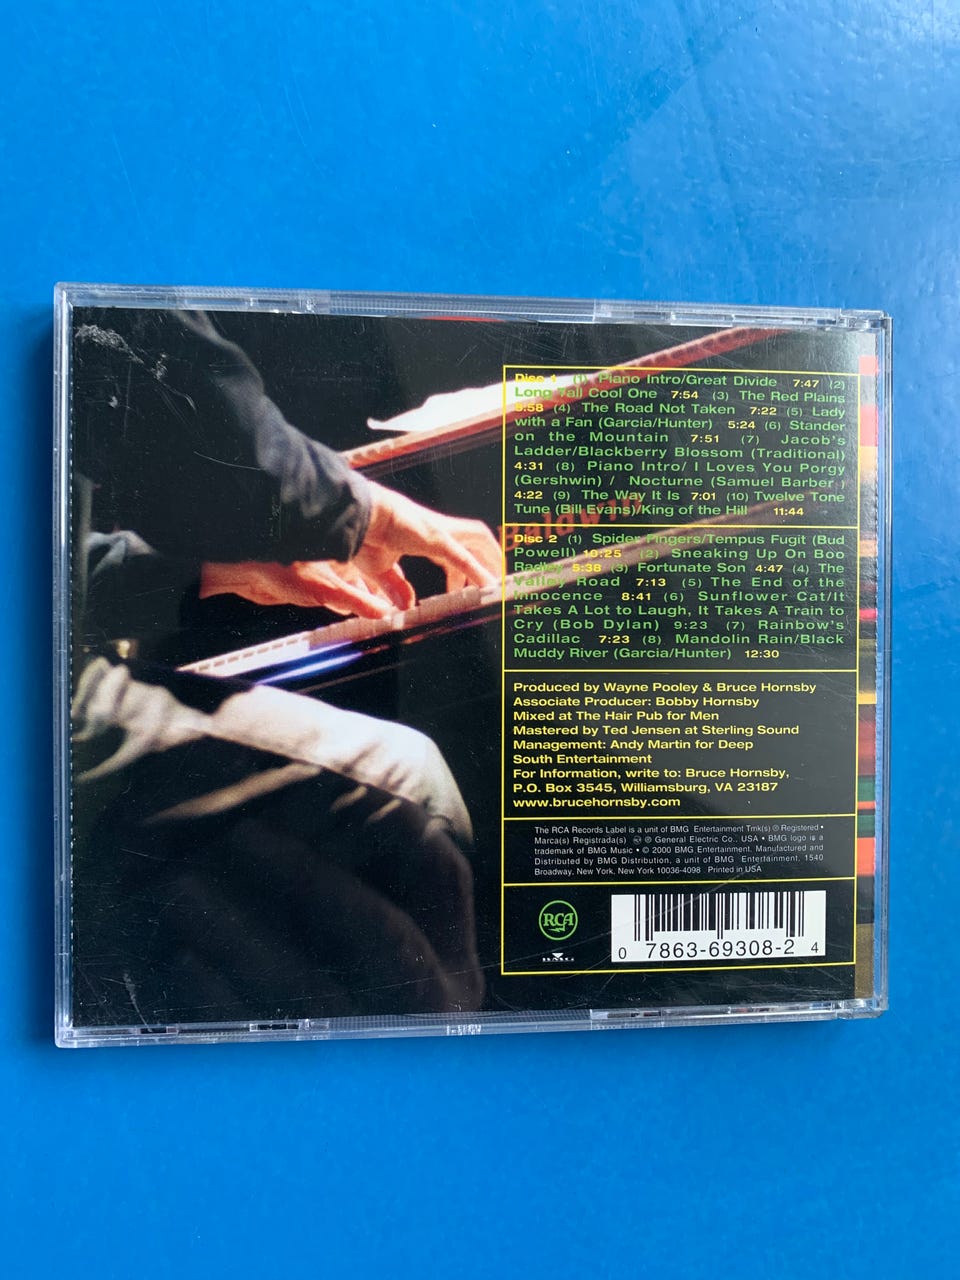 Disc 1 (1) Piano Intro/Great Divide 7:47 (2)
Long Tall Cool One 7:54 (3) The Red Plains
5:58 (4) The Road Not Taken 7:22 (5) Lady
with a Fan (Garcia/Hunter) 5:24 (6) Stander
on the Mountain 7:51 (7) Jacob's
Ladder/Blackberry Blossom (Traditional)
4:31 (8) Piano Intro/ I Loves You Porgy
(Gershwin) / Nocturne (Samuel Barber )
4:22 (9) The Way It Is 7:01 (10) Twelve Tone
Tune (Bill Evans)/King of the Hill 11:44
Baldwin
Disc 2 (1) Spider Fingers/Tempus Fugit (Bud
Powell) 10:25 (2) Sneaking Up On Boo
Radley 5:38 (3) Fortunate Son 4:47 (4) The
Valley Road 7:13 (5) The End of the
Innocence 8:41 (6) Sunflower Cat/It
Takes A Lot to Laugh, It Takes A Train to
Cry (Bob Dylan) 9:23 (7) Rainbow's
Cadillac 7:23 (8) Mandolin Rain/Black
Muddy River (Garcia/Hunter) 12:30
Produced by Wayne Pooley & Bruce Hornsby
Associate Producer: Bobby Hornsby
Mixed at The Hair Pub for Men
Mastered by Ted Jensen at Sterling Sound
Management: Andy Martin for Deep
South Entertainment
For Information, write to: Bruce Hornsby,
P.O. Box 3545, Williamsburg, VA 23187
www.brucehornsby.com
The RCA Records Label is a unit of BMG Entertainment Tmk(s) ® Registered •
Marca(s) Registrada(s) RCA ® General Electric Co., USA • BMG logo is a
trademark of BMG Music • © 2000 BMG Entertainment. Manufactured and
Distributed by BMG Distribution, a unit of BMG Entertainment, 1540
Broadway, New York, New York 10036-4098 Printed in USA
RCA
BMG
0 7863-69308-2 4